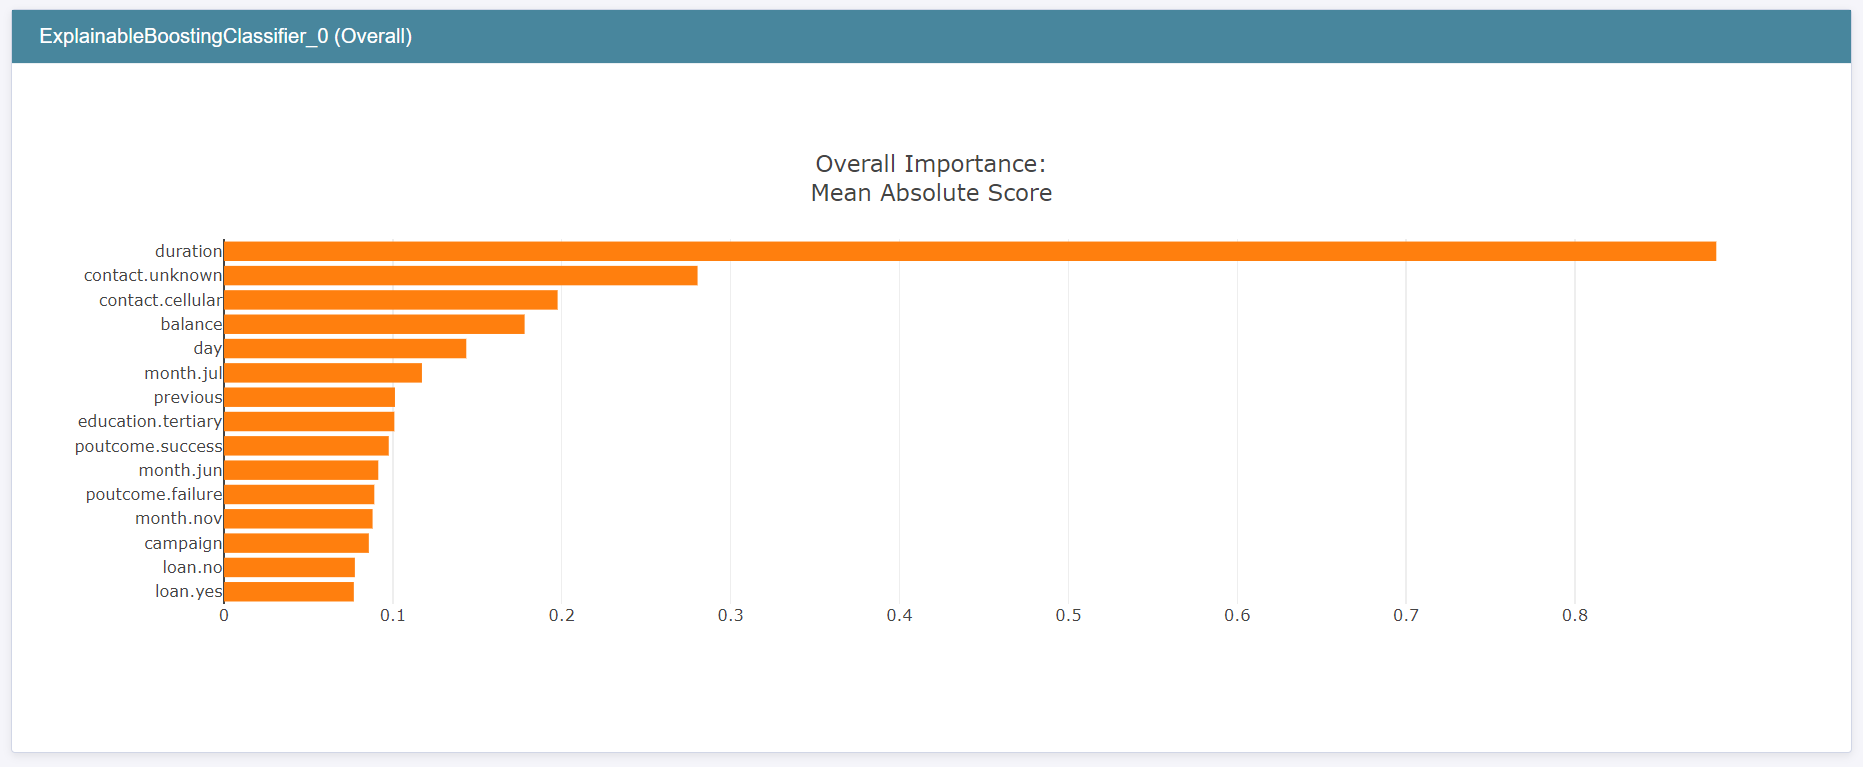 ExplainableBoostingClassifier_0 (Overall)
Overall Importance:
Mean Absolute Score
duration
contact.unknown
contact.cellular
balance
day
month.jul
previous
education.tertiary
poutcome.success
month.jun
poutcome.failure
month.nov
campaign
loan.no
loan.yes
0 0.1 0.2 0.3 0.4 0.5 0.6 0.7 0.8